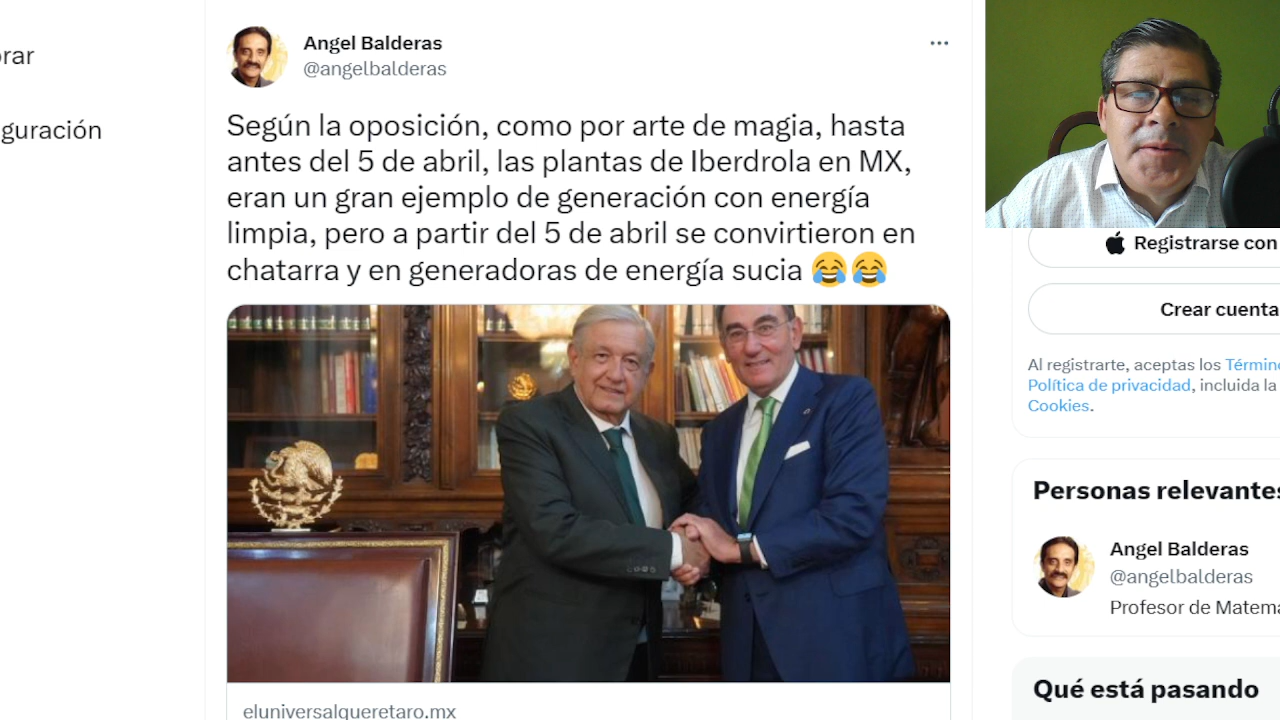 rar
guración
Angel Balderas
@angelbalderas
Según la oposición, como por arte de magia, hasta
antes del 5 de abril, las plantas de Iberdrola en MX,
eran un gran ejemplo de generación con energía
limpia, pero a partir del 5 de abril se convirtieron en
chatarra y en generadoras de energía sucia 😂😂
eluniversalqueretaro.mx
Registrarse con
Crear cuenta
Al registrarte, aceptas los Término
Política de privacidad, incluida la
Cookies.
Personas relevantes
Angel Balderas
@angelbalderas
Profesor de Matema
Qué está pasando